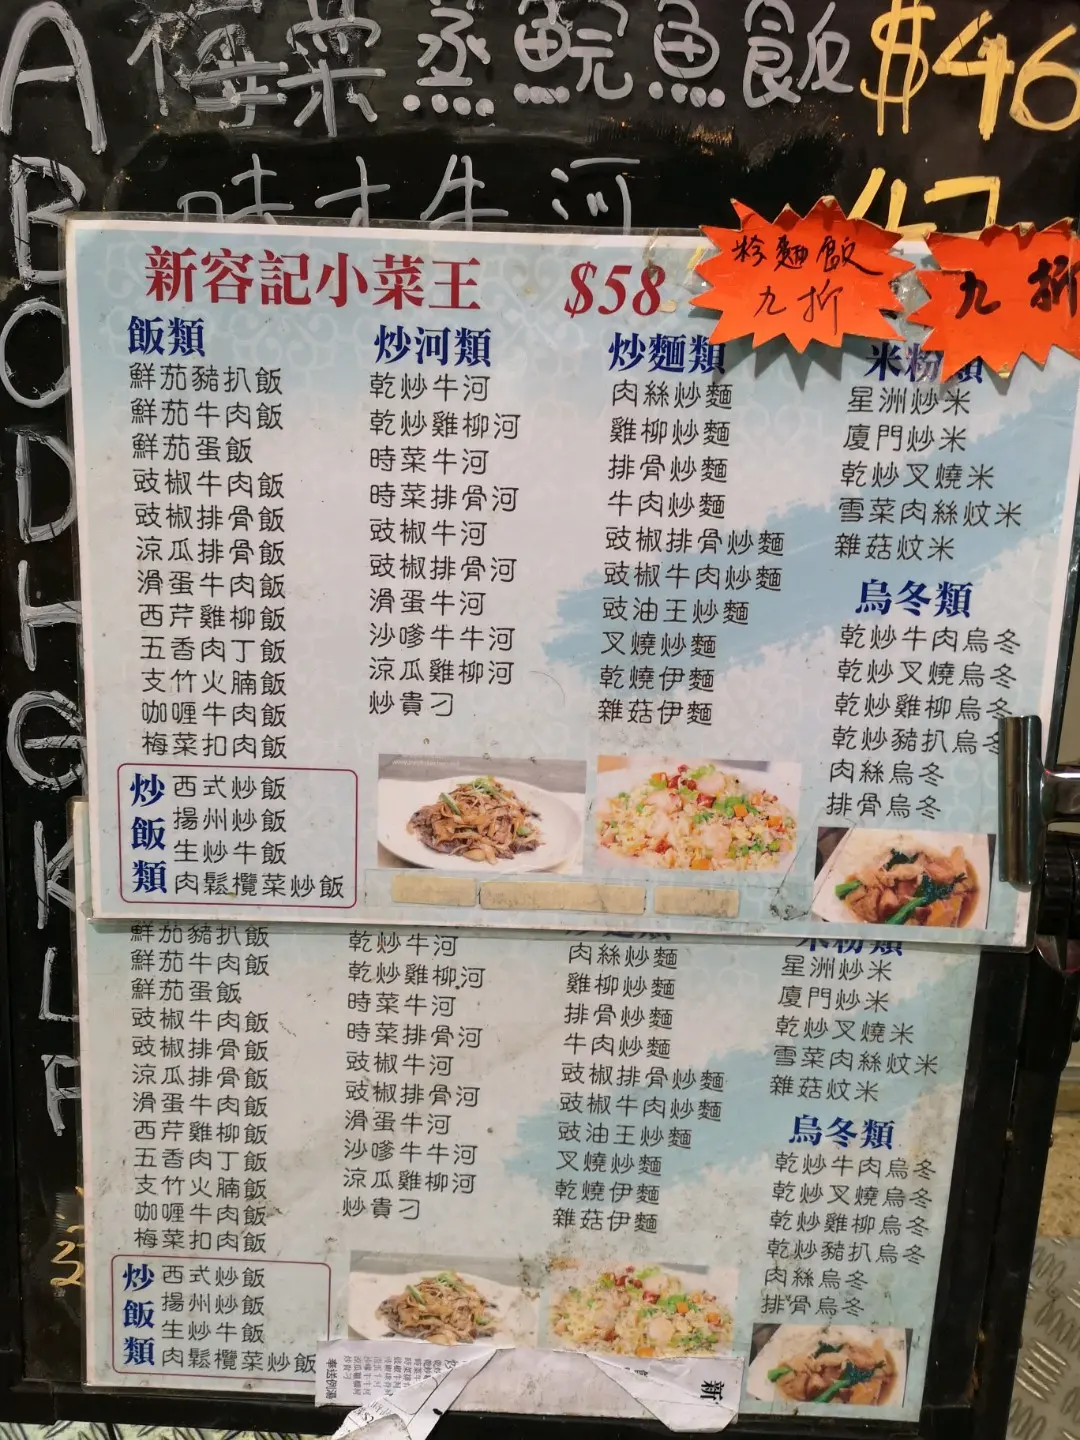 A 梅菜蒸鯇魚飯 $46
B 時才牛河 47
C
D
H
G
K
L
F
新容記小菜王 $58
粉麵飯
九折
九折
飯類
鮮茄豬扒飯
鮮茄牛肉飯
鮮茄蛋飯
豉椒牛肉飯
豉椒排骨飯
涼瓜排骨飯
滑蛋牛肉飯
西芹雞柳飯
五香肉丁飯
支竹火腩飯
咖喱牛肉飯
梅菜扣肉飯
炒飯類
西式炒飯
揚州炒飯
生炒牛飯
肉鬆欖菜炒飯
炒河類
乾炒牛河
乾炒雞柳河
時菜牛河
時菜排骨河
豉椒牛河
豉椒排骨河
滑蛋牛河
沙嗲牛牛河
涼瓜雞柳河
炒貴刁
炒麵類
肉絲炒麵
雞柳炒麵
排骨炒麵
牛肉炒麵
豉椒排骨炒麵
豉椒牛肉炒麵
豉油王炒麵
叉燒炒麵
乾燒伊麵
雜菇伊麵
米粉類
星洲炒米
廈門炒米
乾炒叉燒米
雪菜肉絲炆米
雜菇炆米
烏冬類
乾炒牛肉烏冬
乾炒叉燒烏冬
乾炒雞柳烏冬
乾炒豬扒烏冬
肉絲烏冬
排骨烏冬
鮮茄豬扒飯
鮮茄牛肉飯
鮮茄蛋飯
豉椒牛肉飯
豉椒排骨飯
涼瓜排骨飯
滑蛋牛肉飯
西芹雞柳飯
五香肉丁飯
支竹火腩飯
咖喱牛肉飯
梅菜扣肉飯
炒飯類
西式炒飯
揚州炒飯
生炒牛飯
肉鬆欖菜炒飯
乾炒牛河
乾炒雞柳河
時菜牛河
時菜排骨河
豉椒牛河
豉椒排骨河
滑蛋牛河
沙嗲牛牛河
涼瓜雞柳河
炒貴刁
炒麵類
肉絲炒麵
雞柳炒麵
排骨炒麵
牛肉炒麵
豉椒排骨炒麵
豉椒牛肉炒麵
豉油王炒麵
叉燒炒麵
乾燒伊麵
雜菇伊麵
米粉類
星洲炒米
廈門炒米
乾炒叉燒米
雪菜肉絲炆米
雜菇炆米
烏冬類
乾炒牛肉烏冬
乾炒叉燒烏冬
乾炒雞柳烏冬
乾炒豬扒烏冬
肉絲烏冬
排骨烏冬
新